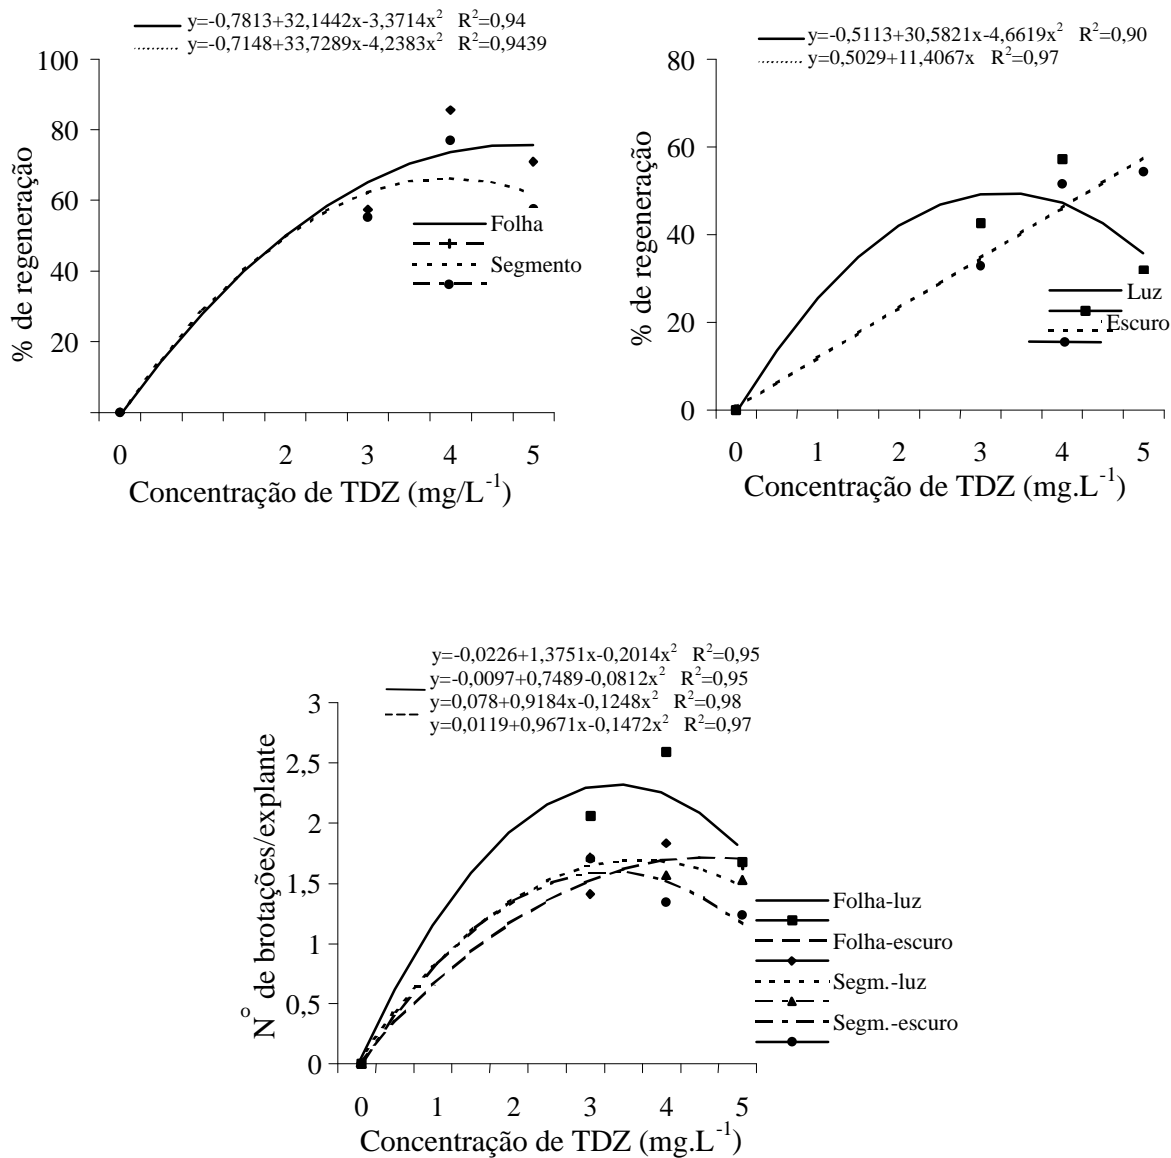 y=-0,7813+32,1442x-3,3714x² R²=0,94
y=-0,7148+33,7289x-4,2383x² R²=0,9439
100
80
60
40
20
% de regeneração
Folha
Segmento
0 2 3 4 5
Concentração de TDZ (mg/L⁻¹)
y=-0,5113+30,5821x-4,6619x² R²=0,90
y=0,5029+11,4067x R²=0,97
80
60
40
20
0
% de regeneração
Luz
Escuro
0 1 2 3 4 5
Concentração de TDZ (mg.L⁻¹)
y=-0,0226+1,3751x-0,2014x² R²=0,95
y=-0,0097+0,7489-0,0812x² R²=0,95
y=0,078+0,9184x-0,1248x² R²=0,98
y=0,0119+0,9671x-0,1472x² R²=0,97
3
2,5
2
1,5
1
0,5
0
Nº de brotações/explante
Folha-luz
Folha-escuro
Segm.-luz
Segm.-escuro
0 1 2 3 4 5
Concentração de TDZ (mg.L⁻¹)